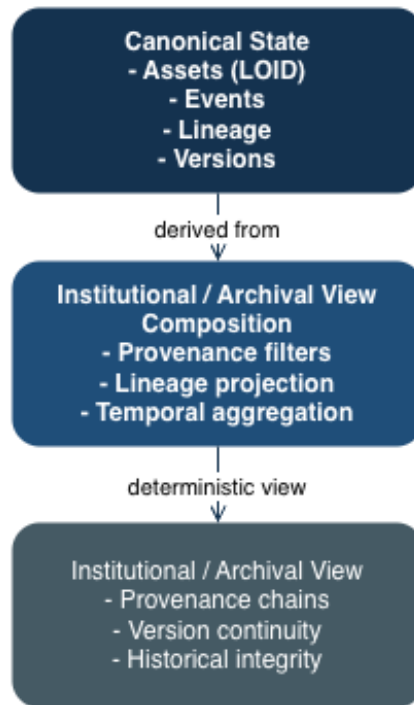 Canonical State
- Assets (LOID)
- Events
- Lineage
- Versions
derived from
Institutional / Archival View
Composition
- Provenance filters
- Lineage projection
- Temporal aggregation
deterministic view
Institutional / Archival View
- Provenance chains
- Version continuity
- Historical integrity